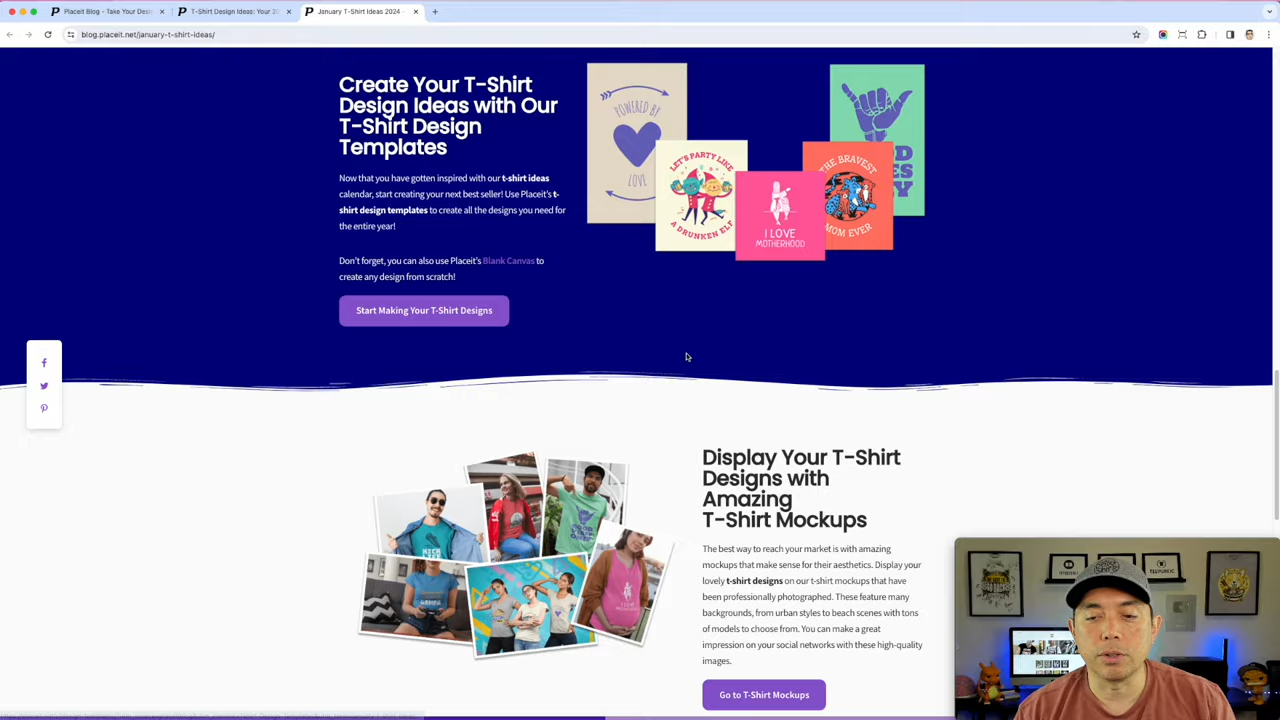 Placeit Blog - Take Your Desi
T-Shirt Design Ideas: Your 20
January T-Shirt Ideas 2024 -
blog.placeit.net/january-t-shirt-ideas/
Create Your T-Shirt
Design Ideas with Our
T-Shirt Design
Templates
Now that you have gotten inspired with our t-shirt ideas
calendar, start creating your next best seller! Use Placeit's t-
shirt design templates to create all the designs you need for
the entire year!
Don't forget, you can also use Placeit's Blank Canvas to
create any design from scratch!
Start Making Your T-Shirt Designs
POWERED BY
LOVE
LET'S PARTY LIKE
A DRUNKEN ELF
I LOVE
MOTHERHOOD
THE BRAVEST
MOM EVER
Display Your T-Shirt
Designs with
Amazing
T-Shirt Mockups
The best way to reach your market is with amazing
mockups that make sense for their aesthetics. Display your
lovely t-shirt designs on our t-shirt mockups that have
been professionally photographed. These feature many
backgrounds, from urban styles to beach scenes with tons
of models to choose from. You can make a great
impression on your social networks with these high-quality
images.
Go to T-Shirt Mockups